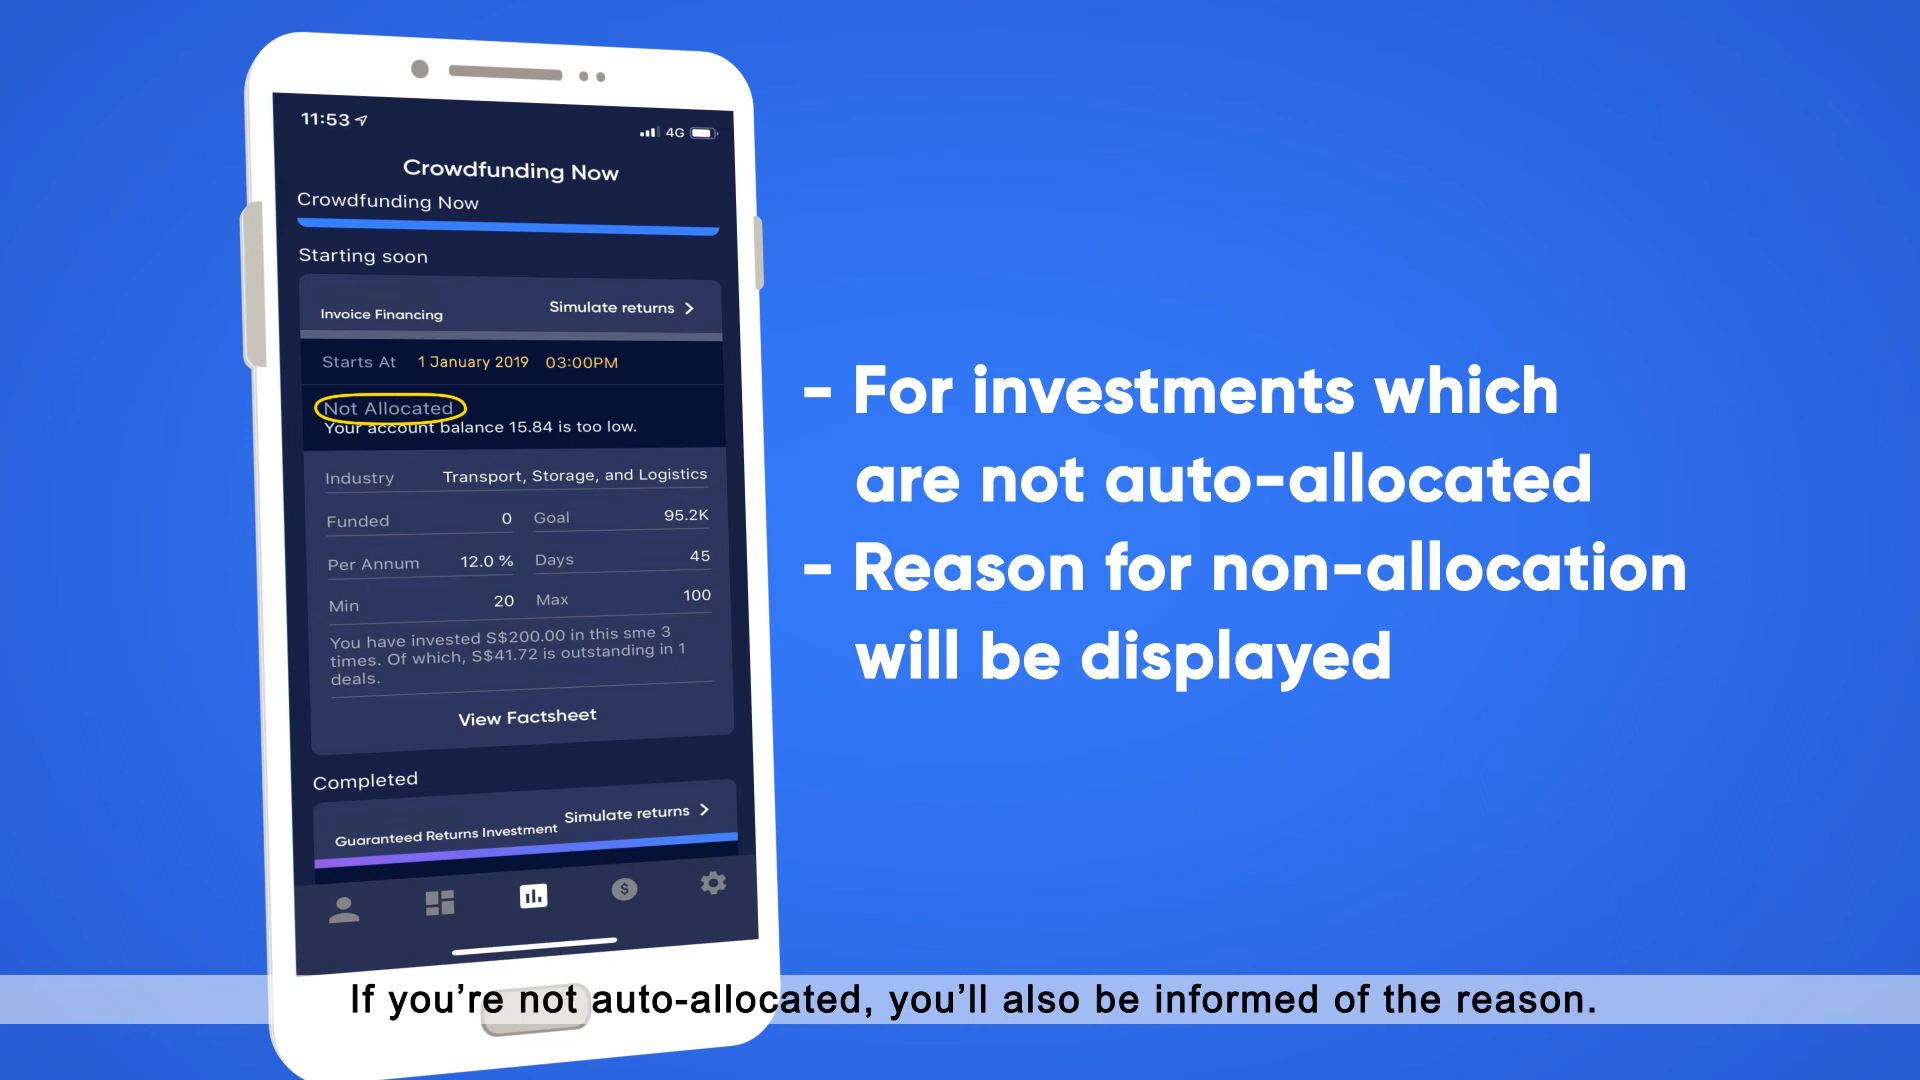 11:53
4G
Crowdfunding Now
Crowdfunding Now
Starting soon
Invoice Financing
Simulate returns >
Starts At 1 January 2019 03:00PM
Not Allocated
Your account balance 15.84 is too low.
Industry Transport, Storage, and Logistics
Funded 0 Goal 95.2K
Per Annum 12.0 % Days 45
Min 20 Max 100
You have invested S$200.00 in this sme 3
times. Of which, S$41.72 is outstanding in 1
deals.
View Factsheet
Completed
Guaranteed Returns Investment
Simulate returns >
- For investments which
are not auto-allocated
- Reason for non-allocation
will be displayed
If you’re not auto-allocated, you’ll also be informed of the reason.